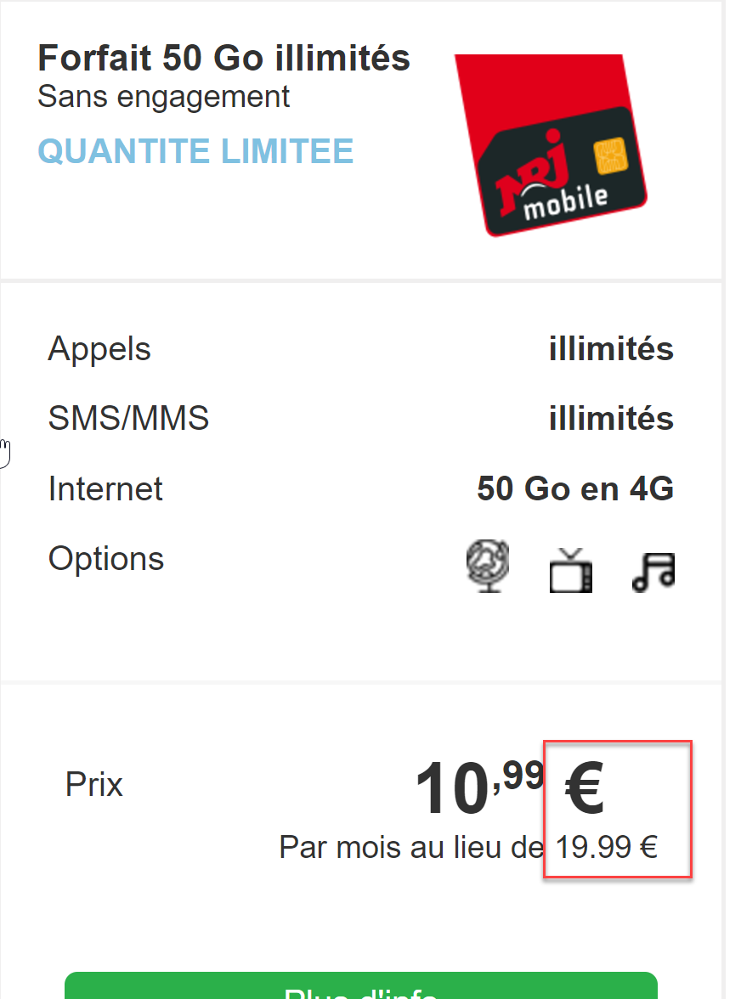 Forfait 50 Go illimités
Sans engagement
QUANTITE LIMITEE
NRJ
mobile
Appels illimités
SMS/MMS illimités
Internet 50 Go en 4G
Options
Prix 10,99 €
Par mois au lieu de 19.99 €
Plus d'info